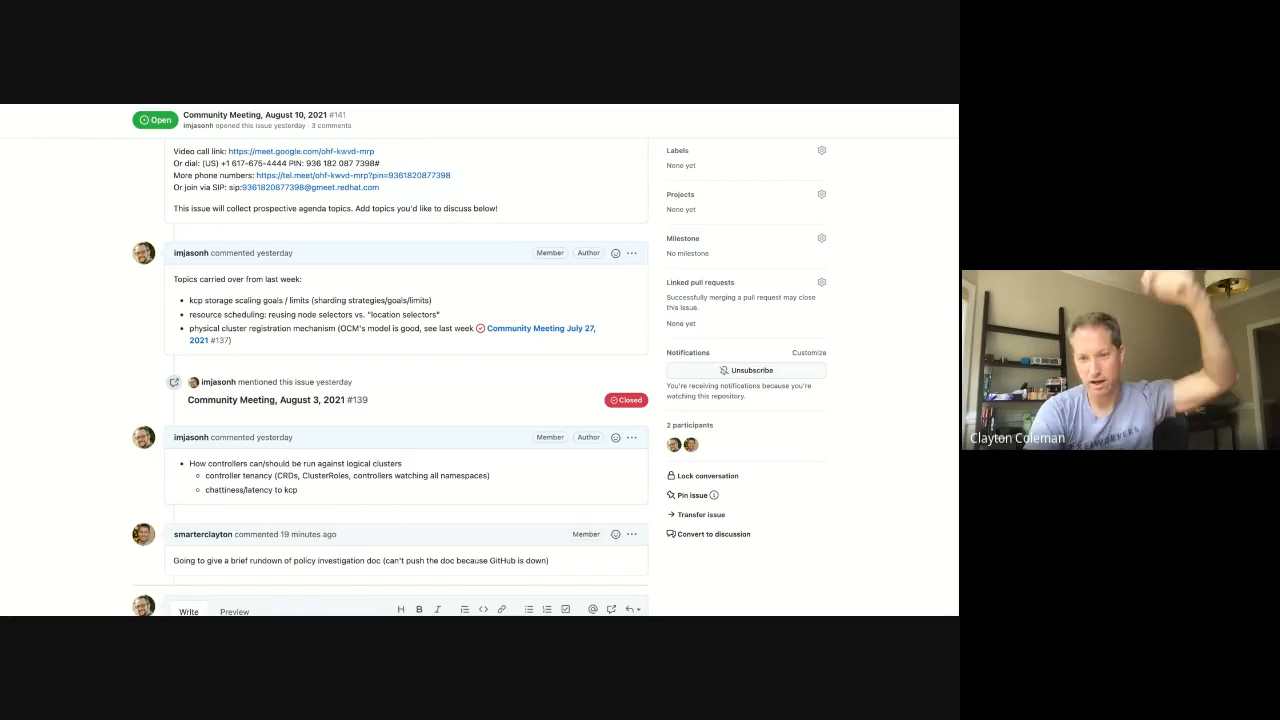 Open
Community Meeting, August 10, 2021 #141
imjasonh opened this issue yesterday · 3 comments
Video call link: https://meet.google.com/ohf-kwvd-mrp
Or dial: (US) +1 617-675-4444 PIN: 936 182 087 7398#
More phone numbers: https://tel.meet/ohf-kwvd-mrp?pin=9361820877398
Or join via SIP: sip:9361820877398@gmeet.redhat.com
This issue will collect prospective agenda topics. Add topics you'd like to discuss below!
imjasonh commented yesterday
Member
Author
Topics carried over from last week:
• kcp storage scaling goals / limits (sharding strategies/goals/limits)
• resource scheduling: reusing node selectors vs. "location selectors"
• physical cluster registration mechanism (OCM's model is good, see last week Community Meeting July 27,
2021 #137)
imjasonh mentioned this issue yesterday
Community Meeting, August 3, 2021 #139
Closed
imjasonh commented yesterday
Member
Author
• How controllers can/should be run against logical clusters
◦ controller tenancy (CRDs, ClusterRoles, controllers watching all namespaces)
◦ chattiness/latency to kcp
smarterclayton commented 19 minutes ago
Member
Going to give a brief rundown of policy investigation doc (can't push the doc because GitHub is down)
Write
Preview
Labels
None yet
Projects
None yet
Milestone
No milestone
Linked pull requests
Successfully merging a pull request may close
this issue.
None yet
Notifications
Customize
Unsubscribe
You're receiving notifications because you're
watching this repository.
2 participants
Lock conversation
Pin issue
Transfer issue
Convert to discussion
Clayton Coleman